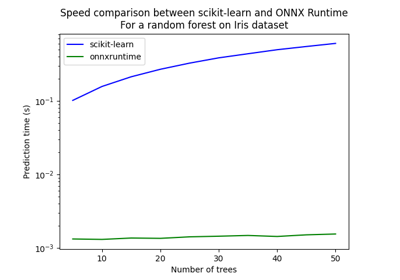 Speed comparison between scikit-learn and ONNX Runtime
For a random forest on Iris dataset
scikit-learn
onnxruntime
Prediction time (s)
10⁻¹
10⁻²
10⁻³
10 20 30 40 50
Number of trees